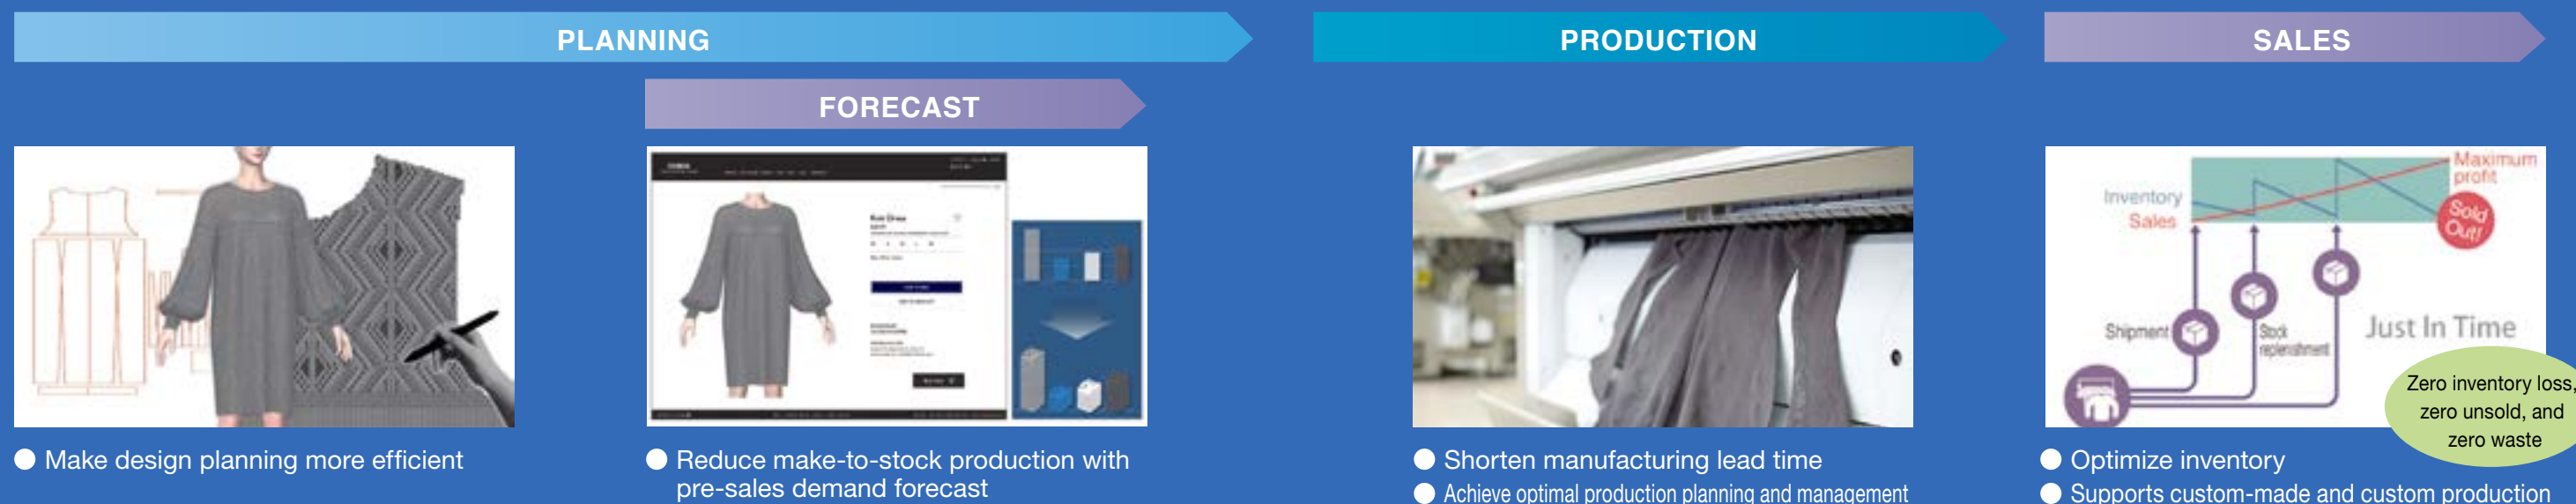 PLANNING
PRODUCTION
SALES
FORECAST
Maximum
profit
Inventory
Sales
Sold
Out!
Shipment
Stock
replenishment
Just In Time
Zero inventory loss,
zero unsold, and
zero waste
● Make design planning more efficient
● Reduce make-to-stock production with
pre-sales demand forecast
● Shorten manufacturing lead time
● Achieve optimal production planning and management
● Optimize inventory
● Supports custom-made and custom production